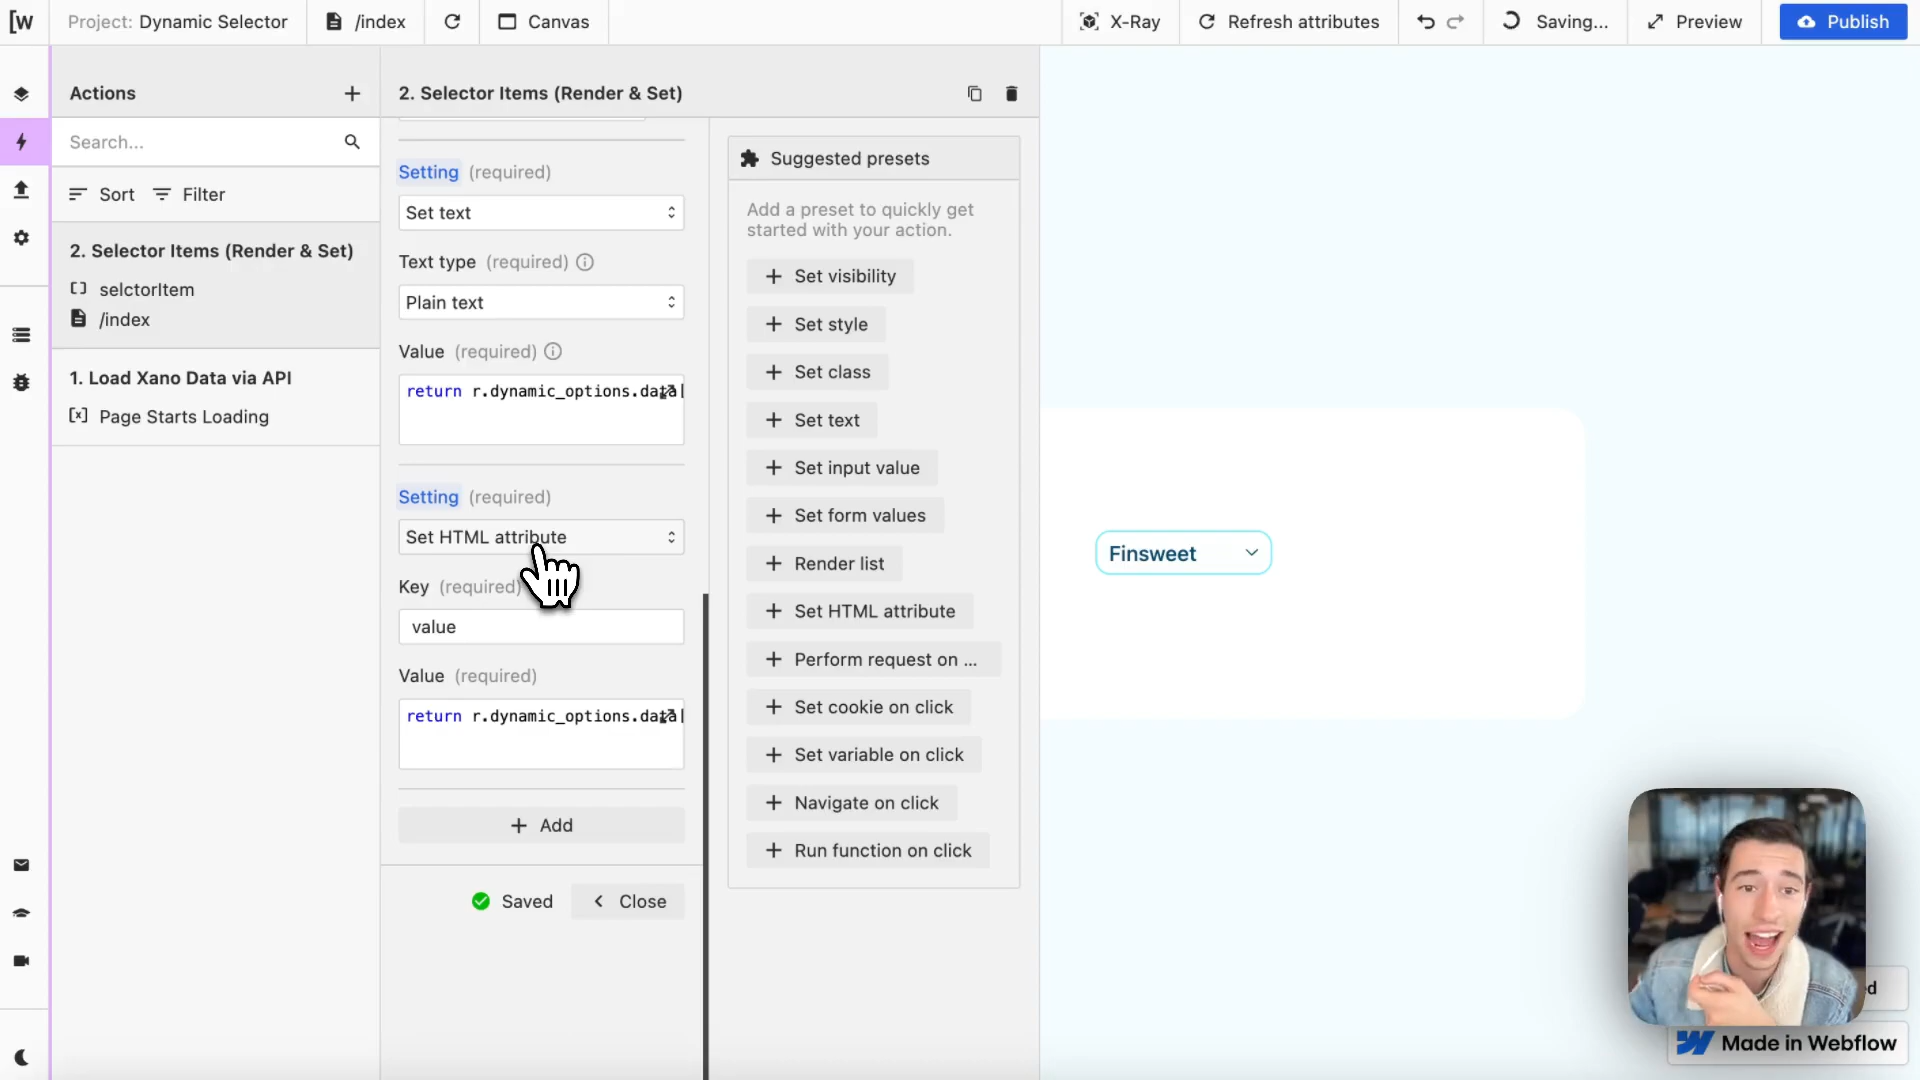 [w
Project: Dynamic Selector
/index
Canvas
X-Ray
Refresh attributes
Saving...
Preview
Publish
Actions
Search...
Sort
Filter
2. Selector Items (Render & Set)
selctorItem
/index
1. Load Xano Data via API
Page Starts Loading
2. Selector Items (Render & Set)
Setting (required)
Set text
Text type (required)
Plain text
Value (required)
return r.dynamic_options.data
Setting (required)
Set HTML attribute
Key (required)
value
Value (required)
return r.dynamic_options.data
Add
Saved
Close
Suggested presets
Add a preset to quickly get
started with your action.
Set visibility
Set style
Set class
Set text
Set input value
Set form values
Render list
Set HTML attribute
Perform request on ...
Set cookie on click
Set variable on click
Navigate on click
Run function on click
Finsweet
Made in Webflow